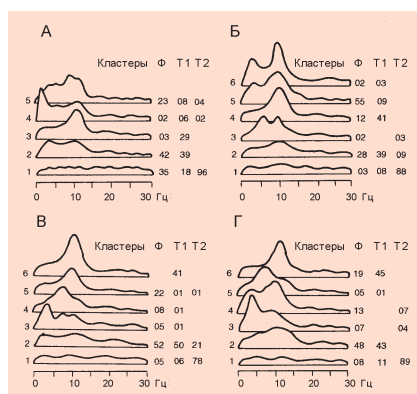 А
Кластеры Ф Т1 Т2
5 23 08 04
4 02 06 02
3 03 29
2 42 39
1 35 18 96
0 10 20 30 Гц
Б
Кластеры Ф Т1 Т2
6 02 03
5 55 09
4 12 41
3 02 03
2 28 39 09
1 03 08 88
0 10 20 30 Гц
В
Кластеры Ф Т1 Т2
6 41
5 22 01 01
4 08 01
3 05 01
2 52 50 21
1 05 06 78
0 10 20 30 Гц
Г
Кластеры Ф Т1 Т2
6 19 45
5 05 01
4 13 07
3 07 04
2 48 43
1 08 11 89
0 10 20 30 Гц